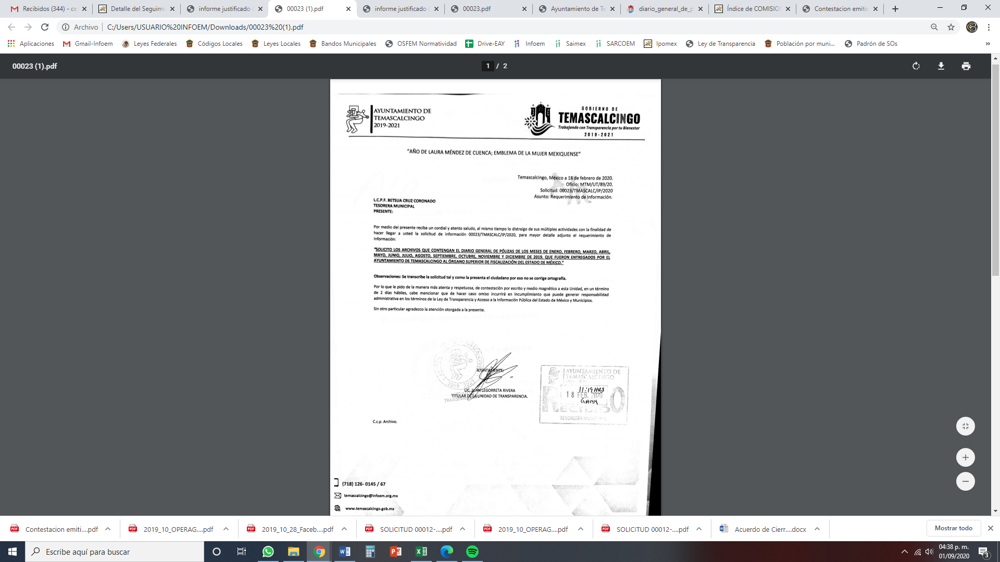 Recibidos (344) - ce
Detalle del Seguimi
informe justificado (
00023 (1).pdf
informe justificado (
00023.pdf
Ayuntamiento de Te
diario_general_de_p
Índice de COMISIO
Contestacion emitic
Archivo
C:/Users/USUARIO%20INFOEM/Downloads/00023%20(1).pdf
Aplicaciones
Gmail-Infoem
Leyes Federales
Códigos Locales
Leyes Locales
Bandos Municipales
OSFEM Normatividad
Drive-EAY
Infoem
Saimex
SARCOEM
Ipomex
Ley de Transparencia
Población por muni...
Padrón de SOs
»
00023 (1).pdf
1 / 2
AYUNTAMIENTO DE
TEMASCALCINGO
2019-2021
GOBIERNO DE
TEMASCALCINGO
Trabajando con Transparencia por tu Bienestar
2019-2021
"AÑO DE LAURA MÉNDEZ DE CUENCA; EMBLEMA DE LA MUJER MEXIQUENSE"
Temascalcingo, México a 18 de febrero de 2020.
Oficio: MTM/UT/89/20.
Solicitud: 00023/TMASCALC/IP/2020
Asunto: Requerimiento de Información.
L.C.P.F. BETSUA CRUZ CORONADO
TESORERA MUNICIPAL
PRESENTE:
Por medio del presente reciba un cordial y atento saludo, al mismo tiempo lo distraigo de sus múltiples actividades con la finalidad de
hacer llegar a usted la solicitud de información 00023/TMASCALC/IP/2020, para mayor detalle adjunto el requerimiento de
información:
"SOLICITO LOS ARCHIVOS QUE CONTENGAN EL DIARIO GENERAL DE PÓLIZAS DE LOS MESES DE ENERO, FEBRERO, MARZO, ABRIL,
MAYO, JUNIO, JULIO, AGOSTO, SEPTIEMBRE, OCTUBRE, NOVIEMBRE Y DICIEMBRE DE 2019. QUE FUERON ENTREGADOS POR EL
AYUNTAMIENTO DE TEMASCALCINGO AL ÓRGANO SUPERIOR DE FISCALIZACIÓN DEL ESTADO DE MÉXICO."
Observaciones: Se transcribe la solicitud tal y como la presenta el ciudadano por eso no se corrige ortografía.
Por lo que le pido de la manera más atenta y respetuosa, de contestación por escrito y medio magnético a esta Unidad, en un término
de 2 días hábiles, cabe mencionar que de hacer caso omiso incurrirá en incumplimiento que puede generar responsabilidad
administrativa en los términos de la Ley de Transparencia y Acceso a la Información Pública del Estado de México y Municipios.
Sin otro particular agradezco la atención otorgada a la presente.
ATENTAMENTE:
2019 2021
LIC. JUAN LEGORRETA RIVERA
TITULAR DE LA UNIDAD DE TRANSPARENCIA.
AYUNTAMIENTO DE
TEMASCALCINGO
2019-2021
11:19 HRS
18 FEB. 2020
GABY
RECIBIDO
TESORERÍA MUNICIPAL
C.c.p. Archivo.
(718) 126- 0145 / 67
temascalcingo@infoem.org.mx
www.temascalcingo.gob.mx
Contestacion emiti....pdf
2019_10_OPERAG....pdf
2019_10_28_Faceb....pdf
SOLICITUD 00012-....pdf
2019_10_OPERAG....pdf
SOLICITUD 00012-....pdf
Acuerdo de Cierr....docx
Mostrar todo
Escribe aquí para buscar
04:38 p. m.
01/09/2020
3